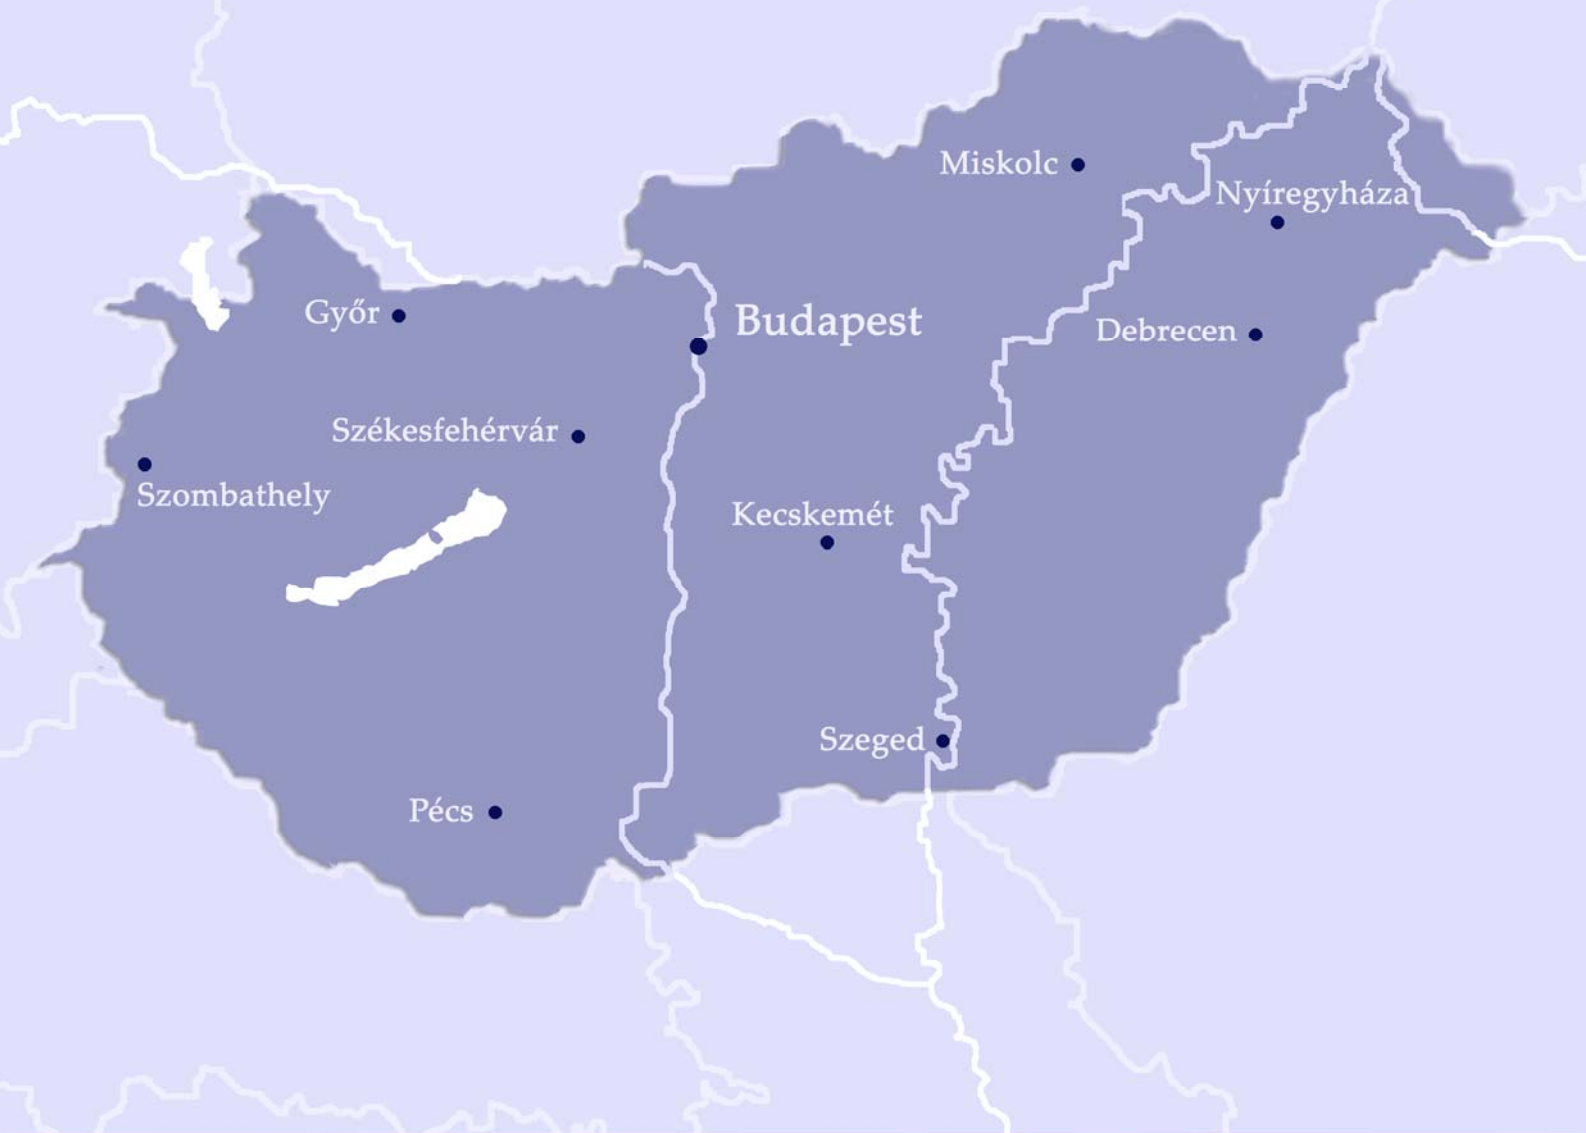 Miskolc
Nyíregyháza
Győr
Budapest
Debrecen
Székesfehérvár
Szombathely
Kecskemét
Szeged
Pécs